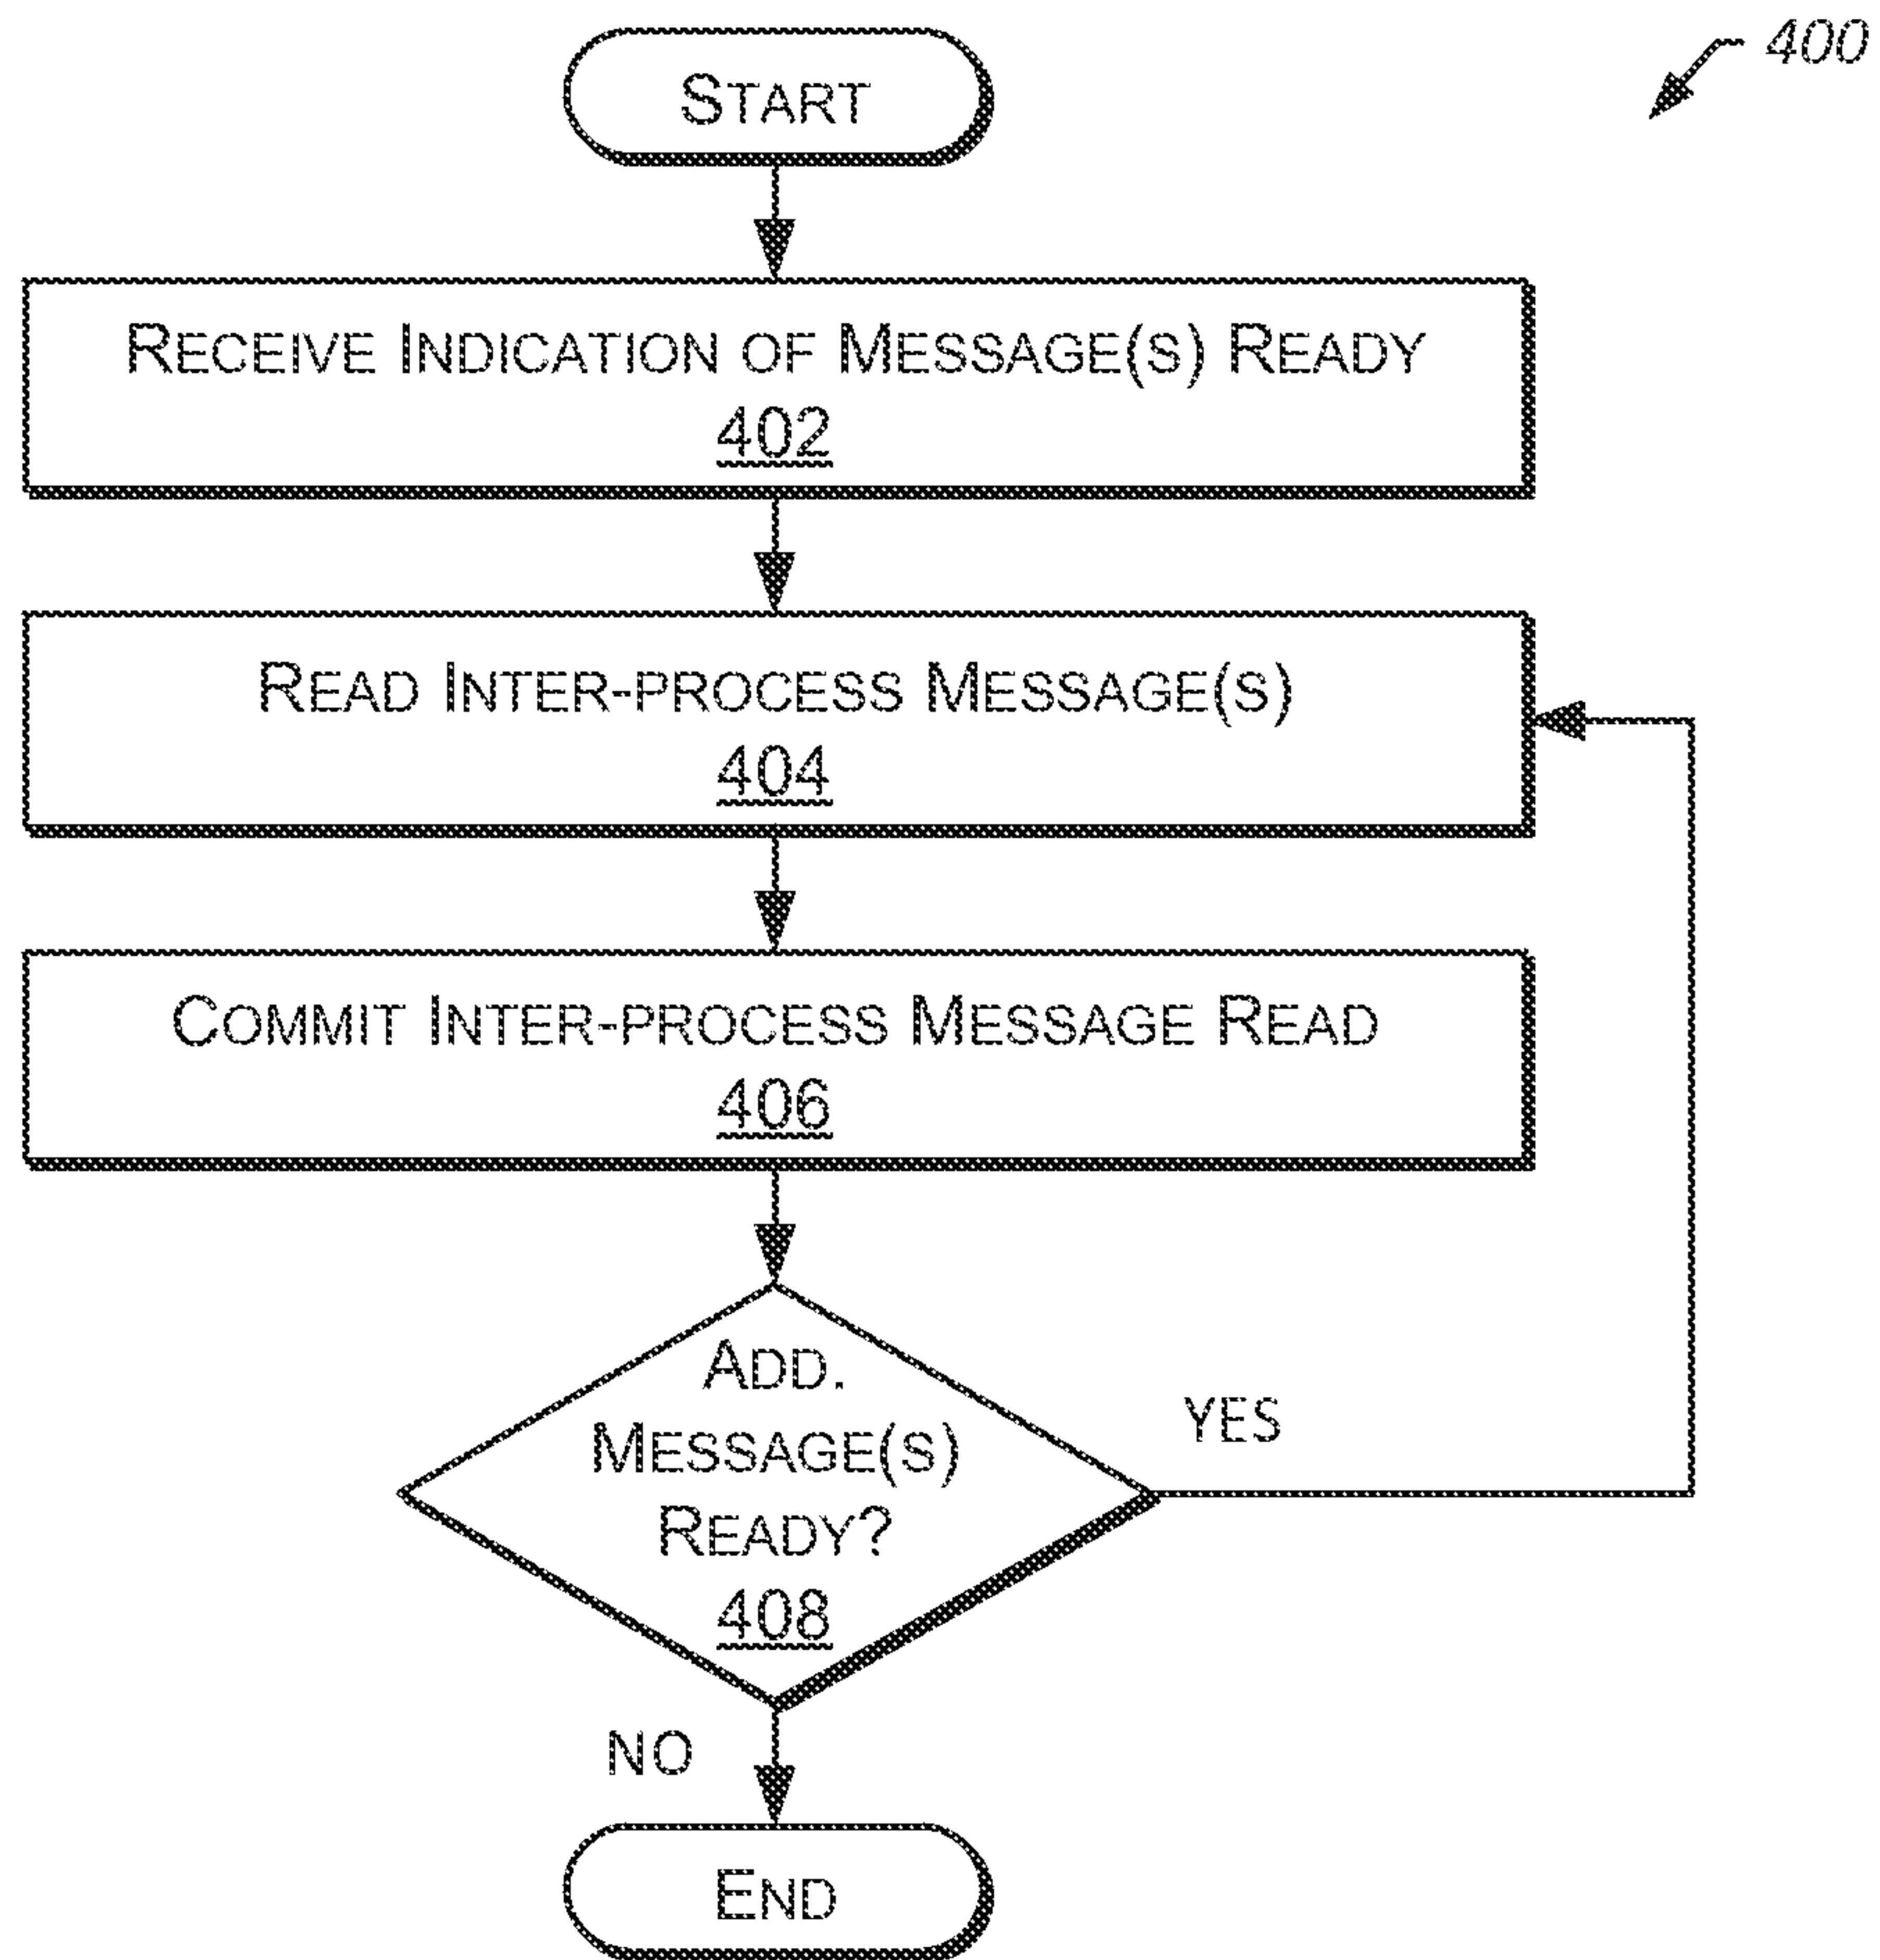 400
START
RECEIVE INDICATION OF MESSAGE(S) READY
402
READ INTER-PROCESS MESSAGE(S)
404
COMMIT INTER-PROCESS MESSAGE READ
406
ADD.
MESSAGE(S)
READY?
408
YES
NO
END